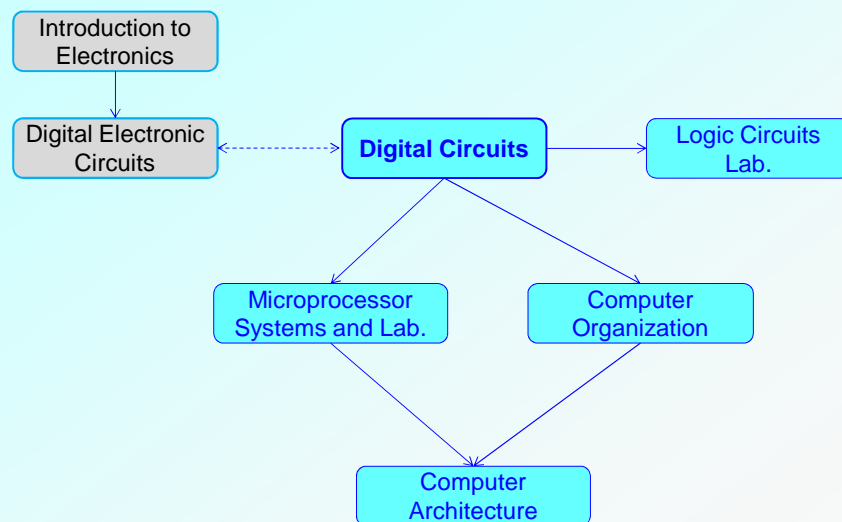 Introduction to
Electronics
Digital Electronic
Circuits
Digital Circuits
Logic Circuits
Lab.
Microprocessor
Systems and Lab.
Computer
Organization
Computer
Architecture